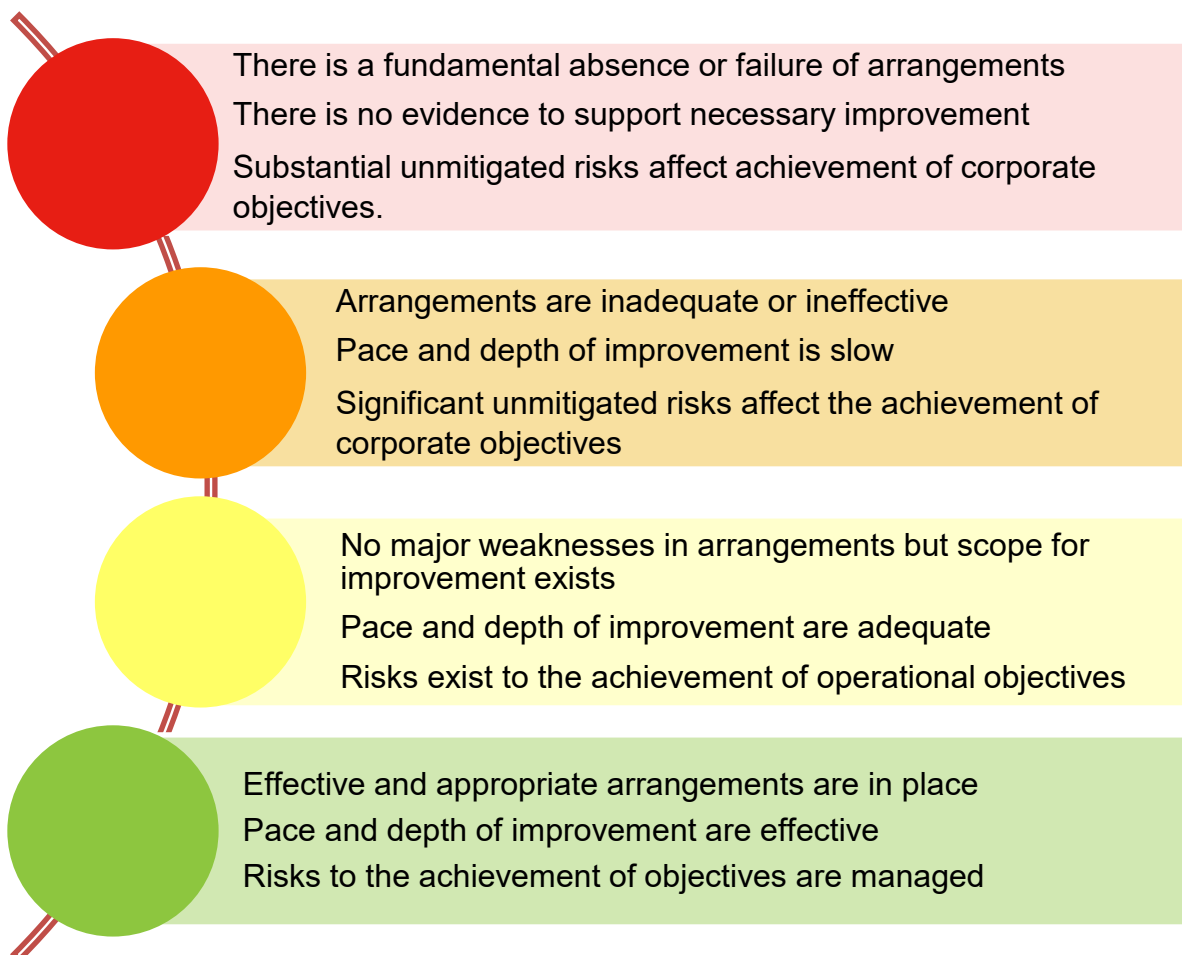 There is a fundamental absence or failure of arrangements
There is no evidence to support necessary improvement
Substantial unmitigated risks affect achievement of corporate
objectives.
Arrangements are inadequate or ineffective
Pace and depth of improvement is slow
Significant unmitigated risks affect the achievement of
corporate objectives
No major weaknesses in arrangements but scope for
improvement exists
Pace and depth of improvement are adequate
Risks exist to the achievement of operational objectives
Effective and appropriate arrangements are in place
Pace and depth of improvement are effective
Risks to the achievement of objectives are managed